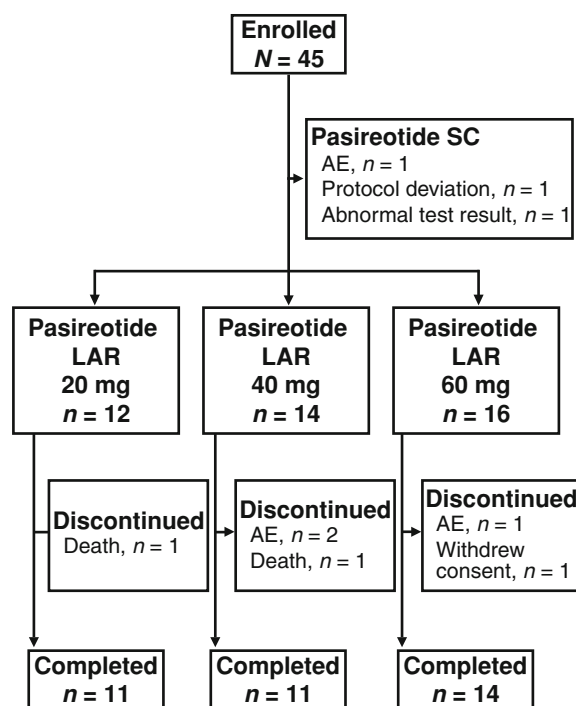 Enrolled
N = 45
Pasireotide SC
AE, n = 1
Protocol deviation, n = 1
Abnormal test result, n = 1
Pasireotide
LAR
20 mg
n = 12
Pasireotide
LAR
40 mg
n = 14
Pasireotide
LAR
60 mg
n = 16
Discontinued
Death, n = 1
Discontinued
AE, n = 2
Death, n = 1
Discontinued
AE, n = 1
Withdrew
consent, n = 1
Completed
n = 11
Completed
n = 11
Completed
n = 14